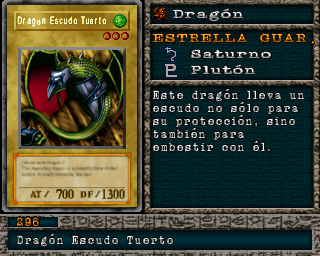 Dragón Escudo Tuerto
AT/ 700 DF/1300
Dragón
ESTRELLA GUAR.
Saturno
Plutón
Este dragón lleva un
escudo no sólo para
su protección, sino
también para
embestir con él.
296
Dragón Escudo Tuerto